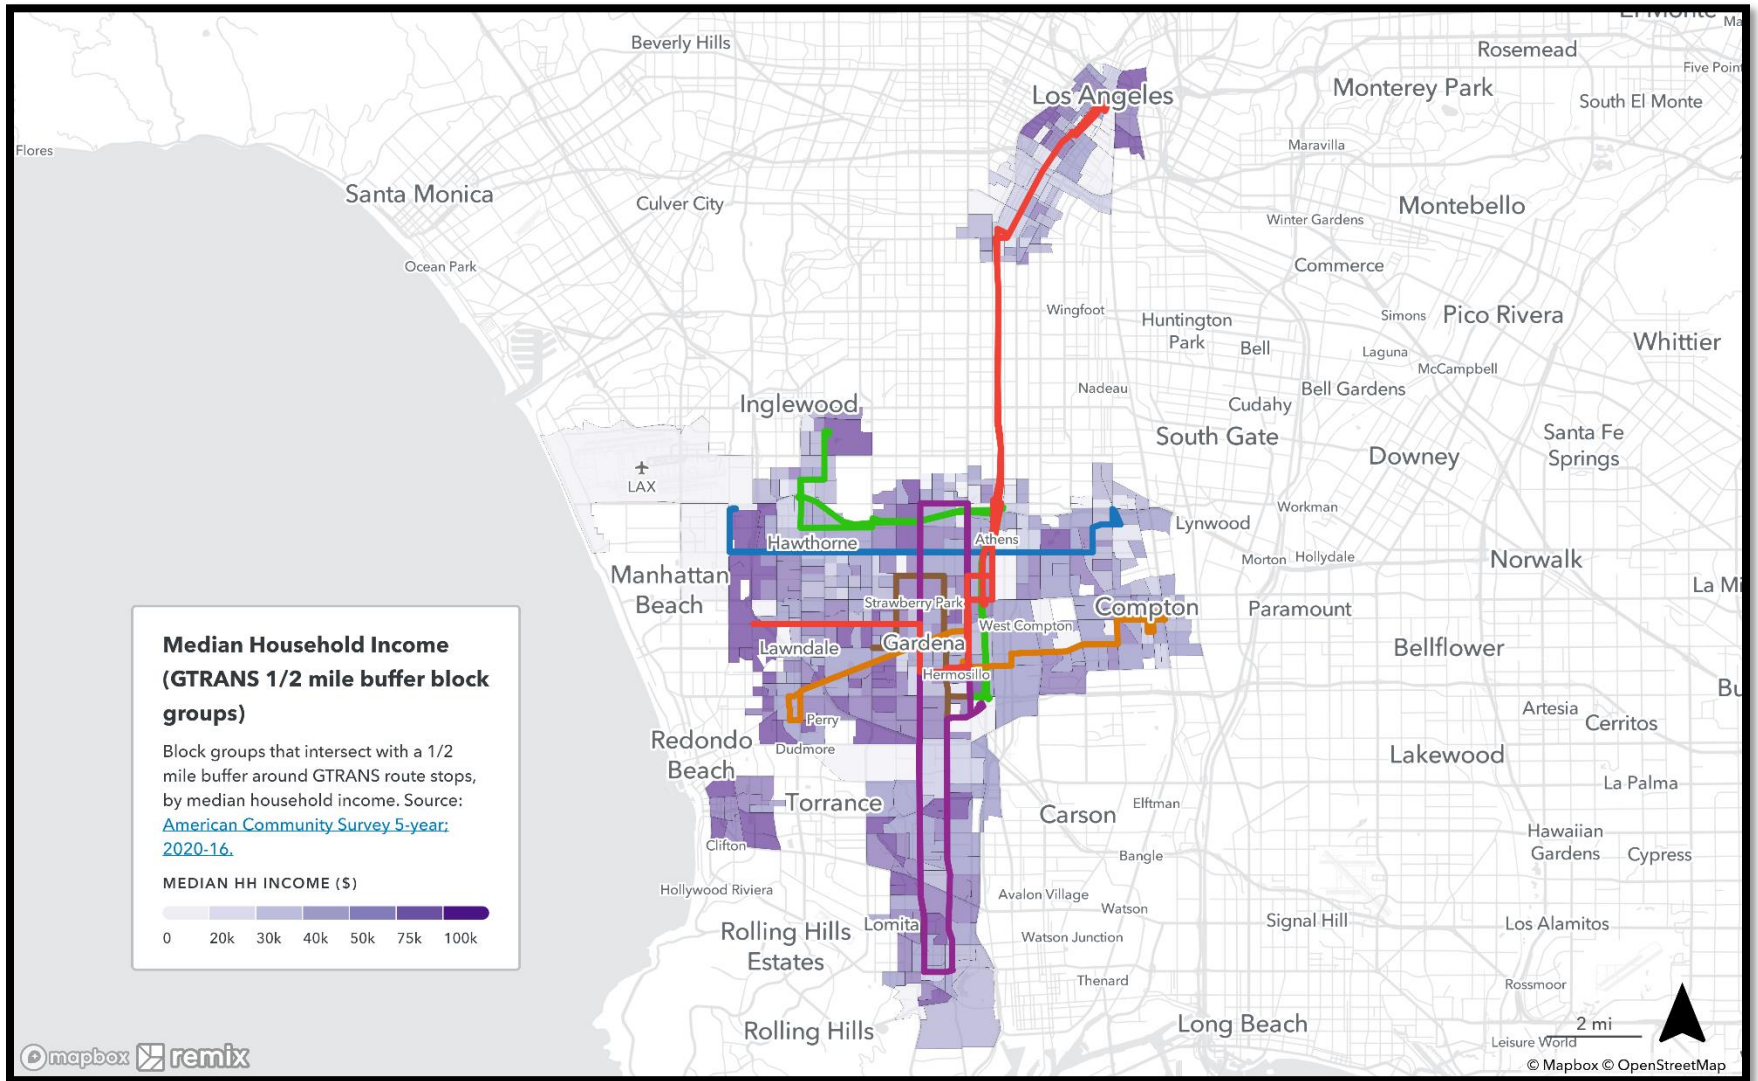 El Monte
Ma
Beverly Hills
Rosemead
Five Point
Los Angeles
Monterey Park
South El Monte
Flores
Maravilla
Santa Monica
Culver City
Montebello
Winter Gardens
Ocean Park
Commerce
Wingfoot
Huntington
Park
Simons
Pico Rivera
Whittier
Bell
Laguna
McCampbell
Nadeau
Bell Gardens
Inglewood
Cudahy
South Gate
Santa Fe
Springs
Downey
LAX
Workman
Lynwood
Hawthorne
Athens
Morton
Hollydale
Norwalk
Manhattan
Beach
La Mi
Strawberry Park
Compton
Paramount
West Compton
Lawndale
Gardena
Bellflower
Hermosillo
Bu
Perry
Artesia
Cerritos
Redondo
Beach
Dudmore
Lakewood
La Palma
Torrance
Carson
Elftman
Clifton
Hawaiian
Gardens
Cypress
Bangle
Hollywood Riviera
Avalon Village
Watson
Lomita
Signal Hill
Los Alamitos
Rolling Hills
Estates
Watson Junction
Thenard
Rossmoor
Rolling Hills
Long Beach
Leisure World
2 mi
Median Household Income
(GTRANS 1/2 mile buffer block
groups)
Block groups that intersect with a 1/2
mile buffer around GTRANS route stops,
by median household income. Source:
American Community Survey 5-year;
2020-16.
MEDIAN HH INCOME ($)
0 20k 30k 40k 50k 75k 100k
mapbox remix
© Mapbox © OpenStreetMap